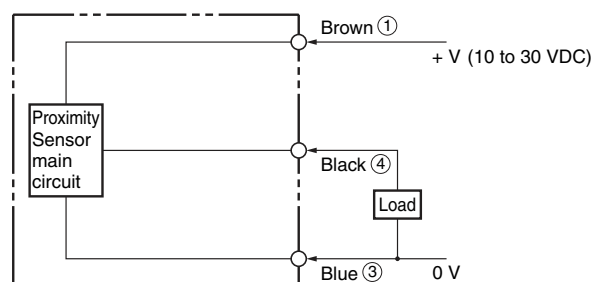 Brown ①
+ V (10 to 30 VDC)
Proximity
Sensor
main
circuit
Black ④
Load
Blue ③
0 V